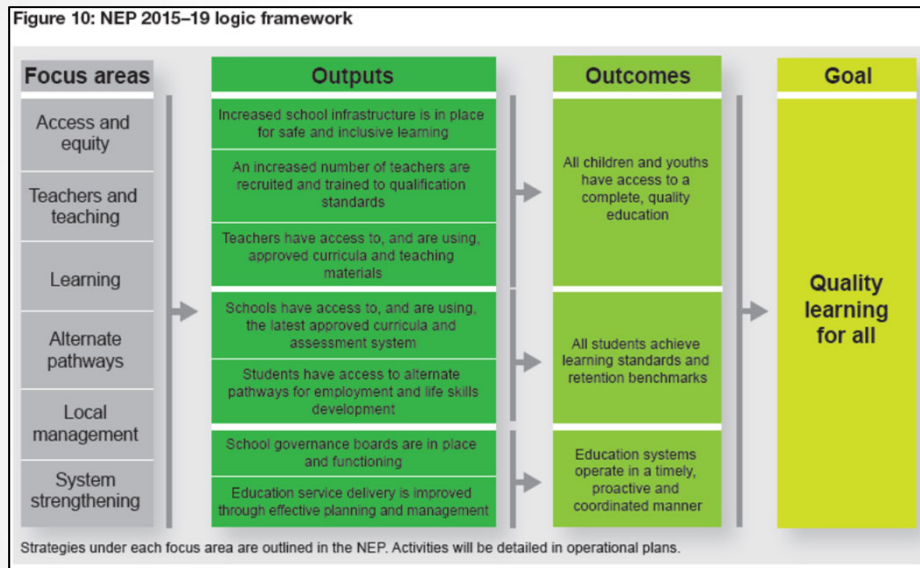 Figure 10: NEP 2015–19 logic framework
Focus areas
Access and
equity
Teachers and
teaching
Learning
Alternate
pathways
Local
management
System
strengthening
Outputs
Increased school infrastructure is in place
for safe and inclusive learning
An increased number of teachers are
recruited and trained to qualification
standards
Teachers have access to, and are using,
approved curricula and teaching
materials
Schools have access to, and are using,
the latest approved curricula and
assessment system
Students have access to alternate
pathways for employment and life skills
development
School governance boards are in place
and functioning
Education service delivery is improved
through effective planning and management
Outcomes
All children and youths
have access to a
complete, quality
education
All students achieve
learning standards and
retention benchmarks
Education systems
operate in a timely,
proactive and
coordinated manner
Goal
Quality
learning
for all
Strategies under each focus area are outlined in the NEP. Activities will be detailed in operational plans.